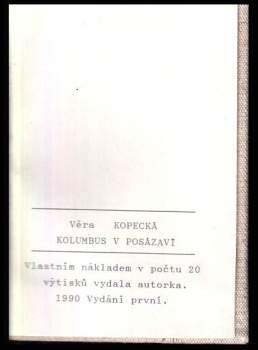 Věra KOPECKÁ
KOLUMBUS V POSÁZAVÍ
Vlastním nákladem v počtu 20
výtisků vydala autorka.
1990 Vydání první.